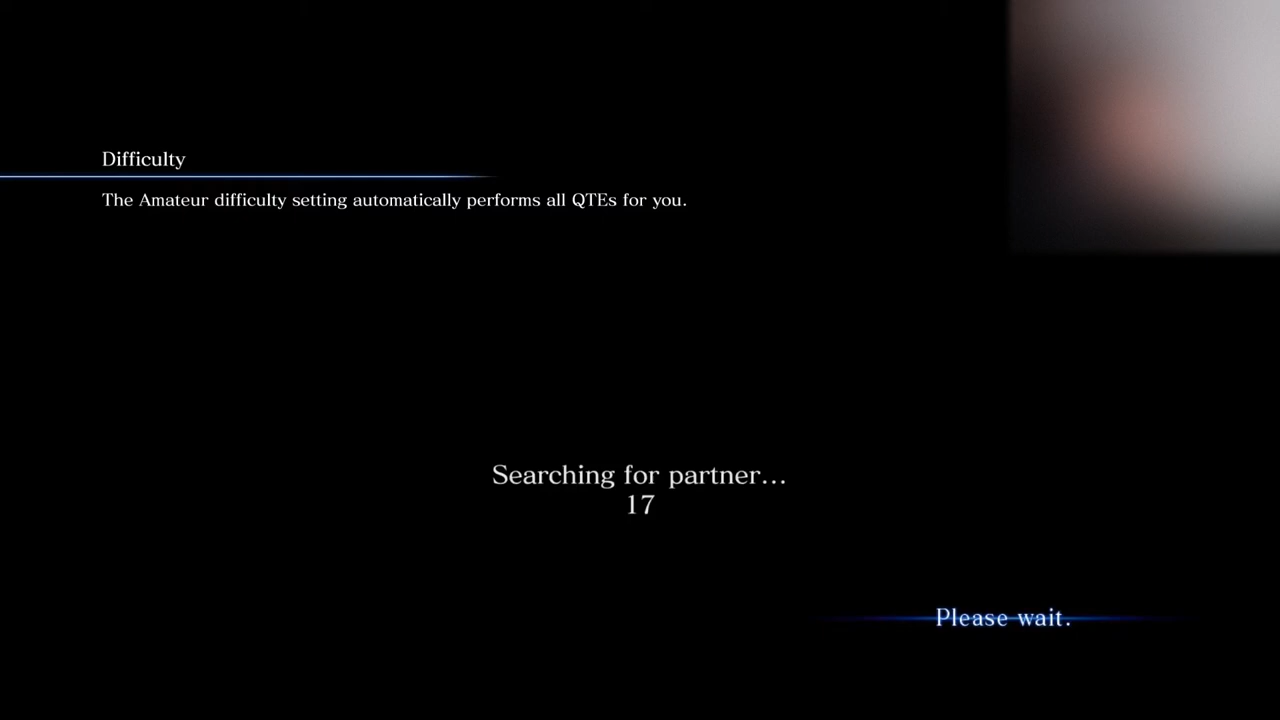 Difficulty
The Amateur difficulty setting automatically performs all QTEs for you.
Searching for partner...
17
Please wait.